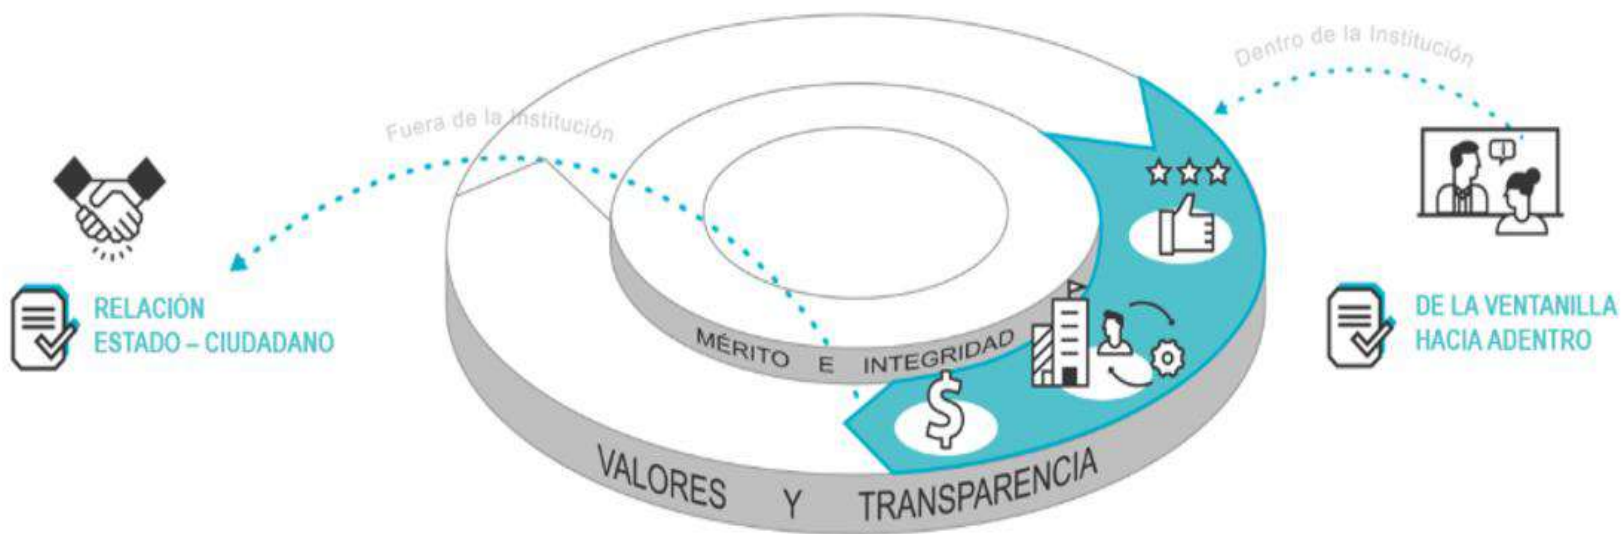 Fuera de la Institución
Dentro de la Institución
RELACIÓN
ESTADO – CIUDADANO
DE LA VENTANILLA
HACIA ADENTRO
MÉRITO E INTEGRIDAD
VALORES Y TRANSPARENCIA